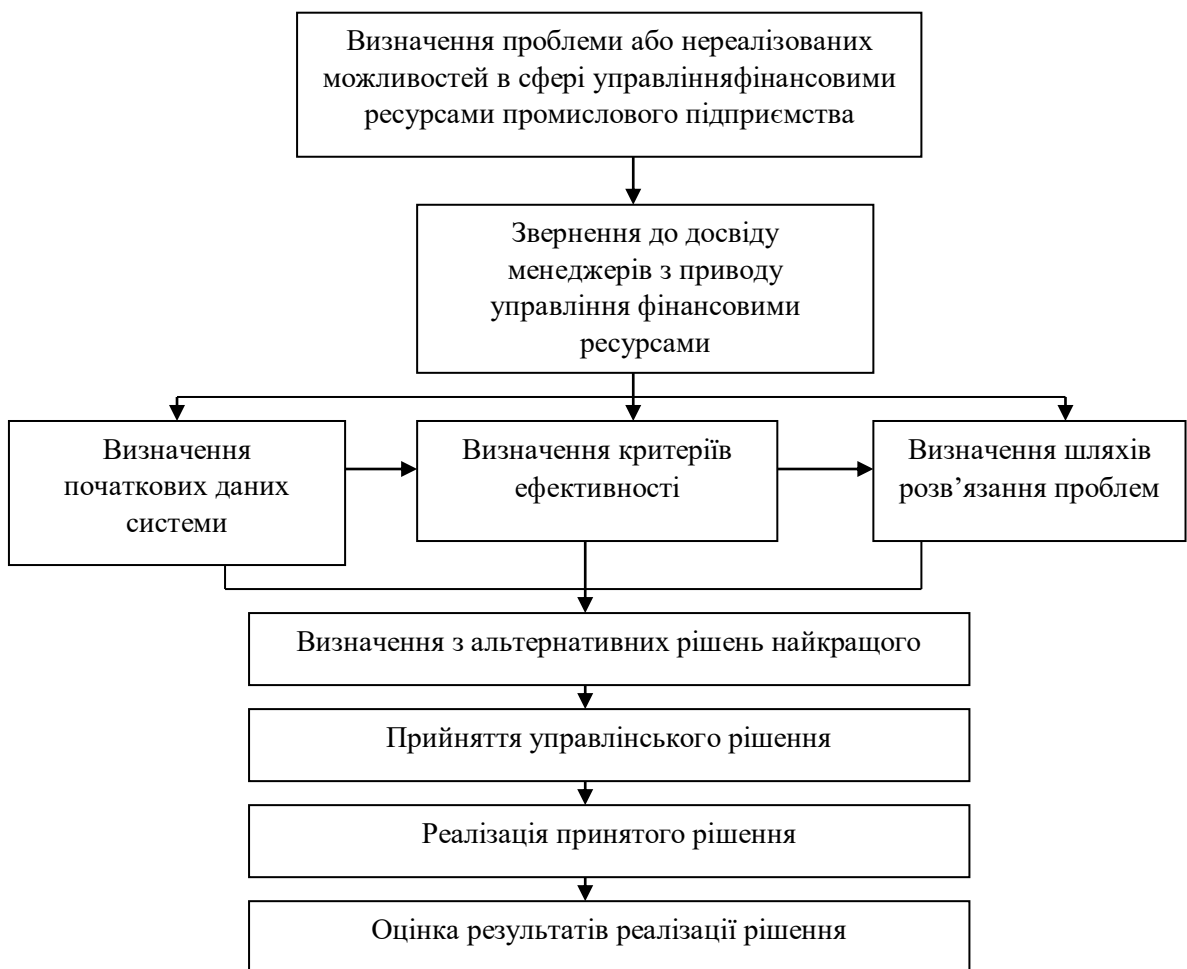 Визначення проблеми або нереалізованих
можливостей в сфері управлінняфінансовими
ресурсами промислового підприємства
Звернення до досвіду
менеджерів з приводу
управління фінансовими
ресурсами
Визначення
початкових даних
системи
Визначення критеріїв
ефективності
Визначення шляхів
розв’язання проблем
Визначення з альтернативних рішень найкращого
Прийняття управлінського рішення
Реалізація принятого рішення
Оцінка результатів реалізації рішення